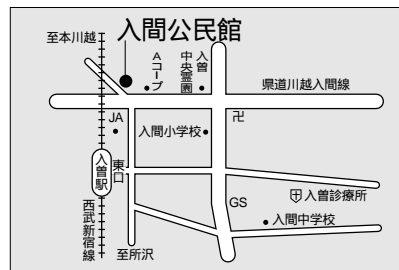 至本川越
入間公民館
Aコープ
中央霊園
入曽
県道川越入間線
JA
入間小学校
卍
入曽駅
東口
GS
入曽診療所
入間中学校
西武新宿線
至所沢